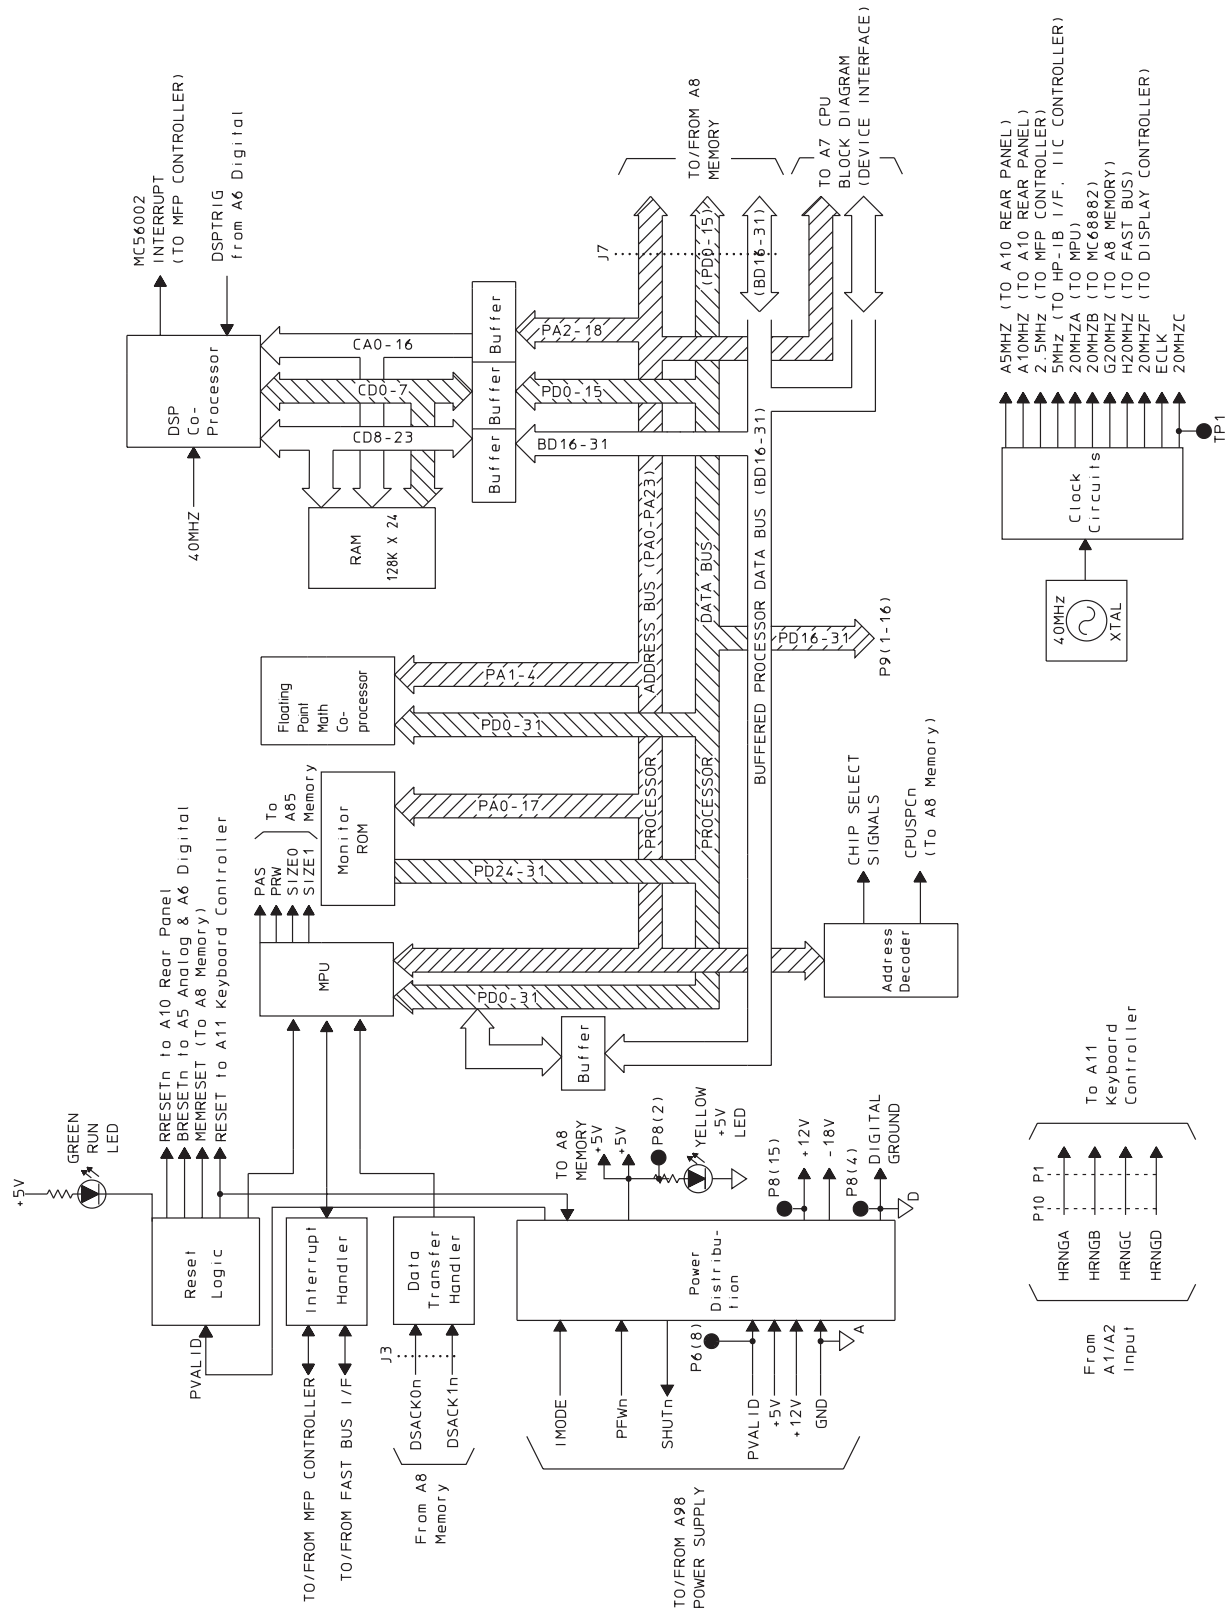 +5V
GREEN
RUN
LED
RRESETn to A10 Rear Panel
BRESETn to A5 Analog & A6 Digital
MEMRESET (To A8 Memory)
RESET to A11 Keyboard Controller
Reset
Logic
PVALID
Interrupt
Handler
TO/FROM MFP CONTROLLER
TO/FROM FAST BUS I/F
Data
Transfer
Handler
J3
DSACK0n
DSACK1n
From A8
Memory
MPU
PAS
PRW
SIZE0
SIZE1
To
A85
Memory
Monitor
ROM
Floating
Point
Math
Co-
processor
PD0-31
PD24-31
PA0-17
PD0-31
PA1-4
Buffer
40MHZ
DSP
Co-
Processor
MC56002
INTERRUPT
(TO MFP CONTROLLER)
DSPTRIG
from A6 Digital
RAM
128K X 24
CA0-16
CD0-7
CD8-23
Buffer
Buffer
Buffer
PA2-18
PD0-15
BD16-31
PROCESSOR
ADDRESS BUS (PA0-PA23)
PROCESSOR
DATA BUS
(PD0-15)
BUFFERED PROCESSOR DATA BUS (BD16-31)
(BD16-31)
J7
TO/FROM A8
MEMORY
TO A7 CPU
BLOCK DIAGRAM
(DEVICE INTERFACE)
PD16-31
P9(1-16)
Address
Decoder
CHIP SELECT
SIGNALS
CPUSPCn
(To A8 Memory)
Power
Distribu-
tion
TO A8
MEMORY
+5V
+5V
P8(2)
YELLOW
+5V
LED
P8(15)
+12V
-18V
P8(4)
DIGITAL
GROUND
D
IMODE
PFWn
SHUTn
P6(8)
PVALID
+5V
+12V
GND
A
TO/FROM A98
POWER SUPPLY
From
A1/A2
Input
HRNGA
HRNGB
HRNGC
HRNGD
P10
P1
To A11
Keyboard
Controller
40MHZ
XTAL
Clock
Circuits
A5MHZ (TO A10 REAR PANEL)
A10MHZ (TO A10 REAR PANEL)
2.5MHz (TO MFP CONTROLLER)
5MHz (TO HP-IB I/F, IIC CONTROLLER)
20MHZA (TO MPU)
20MHZB (TO MC68882)
G20MHZ (TO A8 MEMORY)
H20MHZ (TO FAST BUS)
20MHZF (TO DISPLAY CONTROLLER)
ECLK
20MHZC
TP1